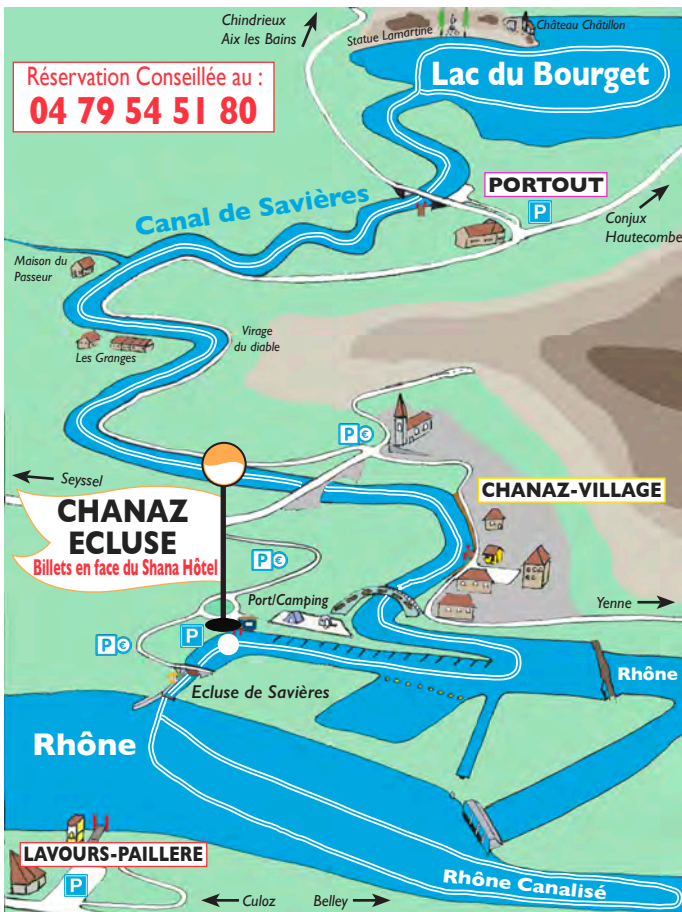 Chindrieux
Aix les Bains
Statue Lamartine
Château Châtillon
Réservation Conseillée au :
04 79 54 51 80
Lac du Bourget
PORTOUT
P
Canal de Savières
Conjux
Hautecombe
Maison du
Passeur
Virage
du diable
Les Granges
P €
Seyssel
CHANAZ
ECLUSE
Billets en face du Shana Hôtel
CHANAZ-VILLAGE
P €
Port/Camping
Yenne
P €
P
Rhône
Ecluse de Savières
Rhône
LAVOURS-PAILLERE
P
Rhône Canalisé
Culoz
Belley